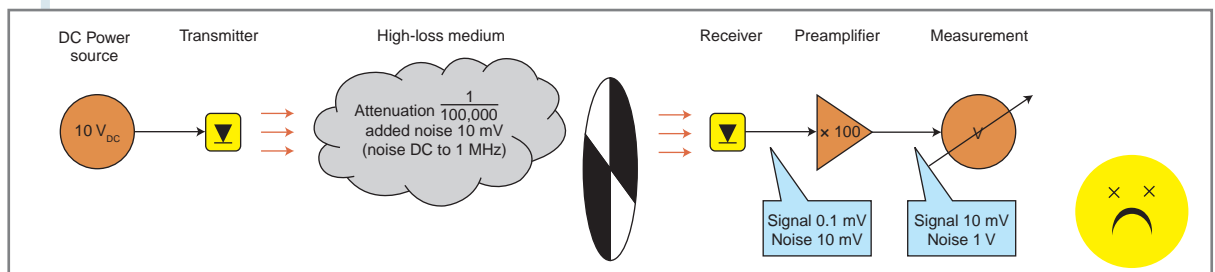 DC Power
source
Transmitter
High-loss medium
Receiver
Preamplifier
Measurement
10 V_DC
Attenuation 1/100,000
added noise 10 mV
(noise DC to 1 MHz)
× 100
V
Signal 0.1 mV
Noise 10 mV
Signal 10 mV
Noise 1 V